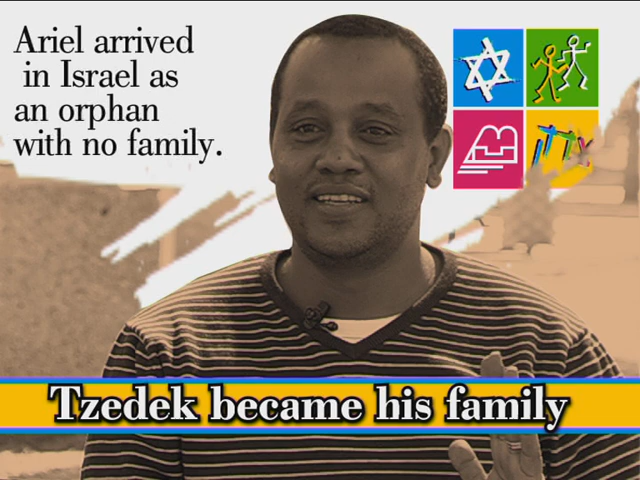 Ariel arrived
in Israel as
an orphan
with no family.
Tzedek became his family